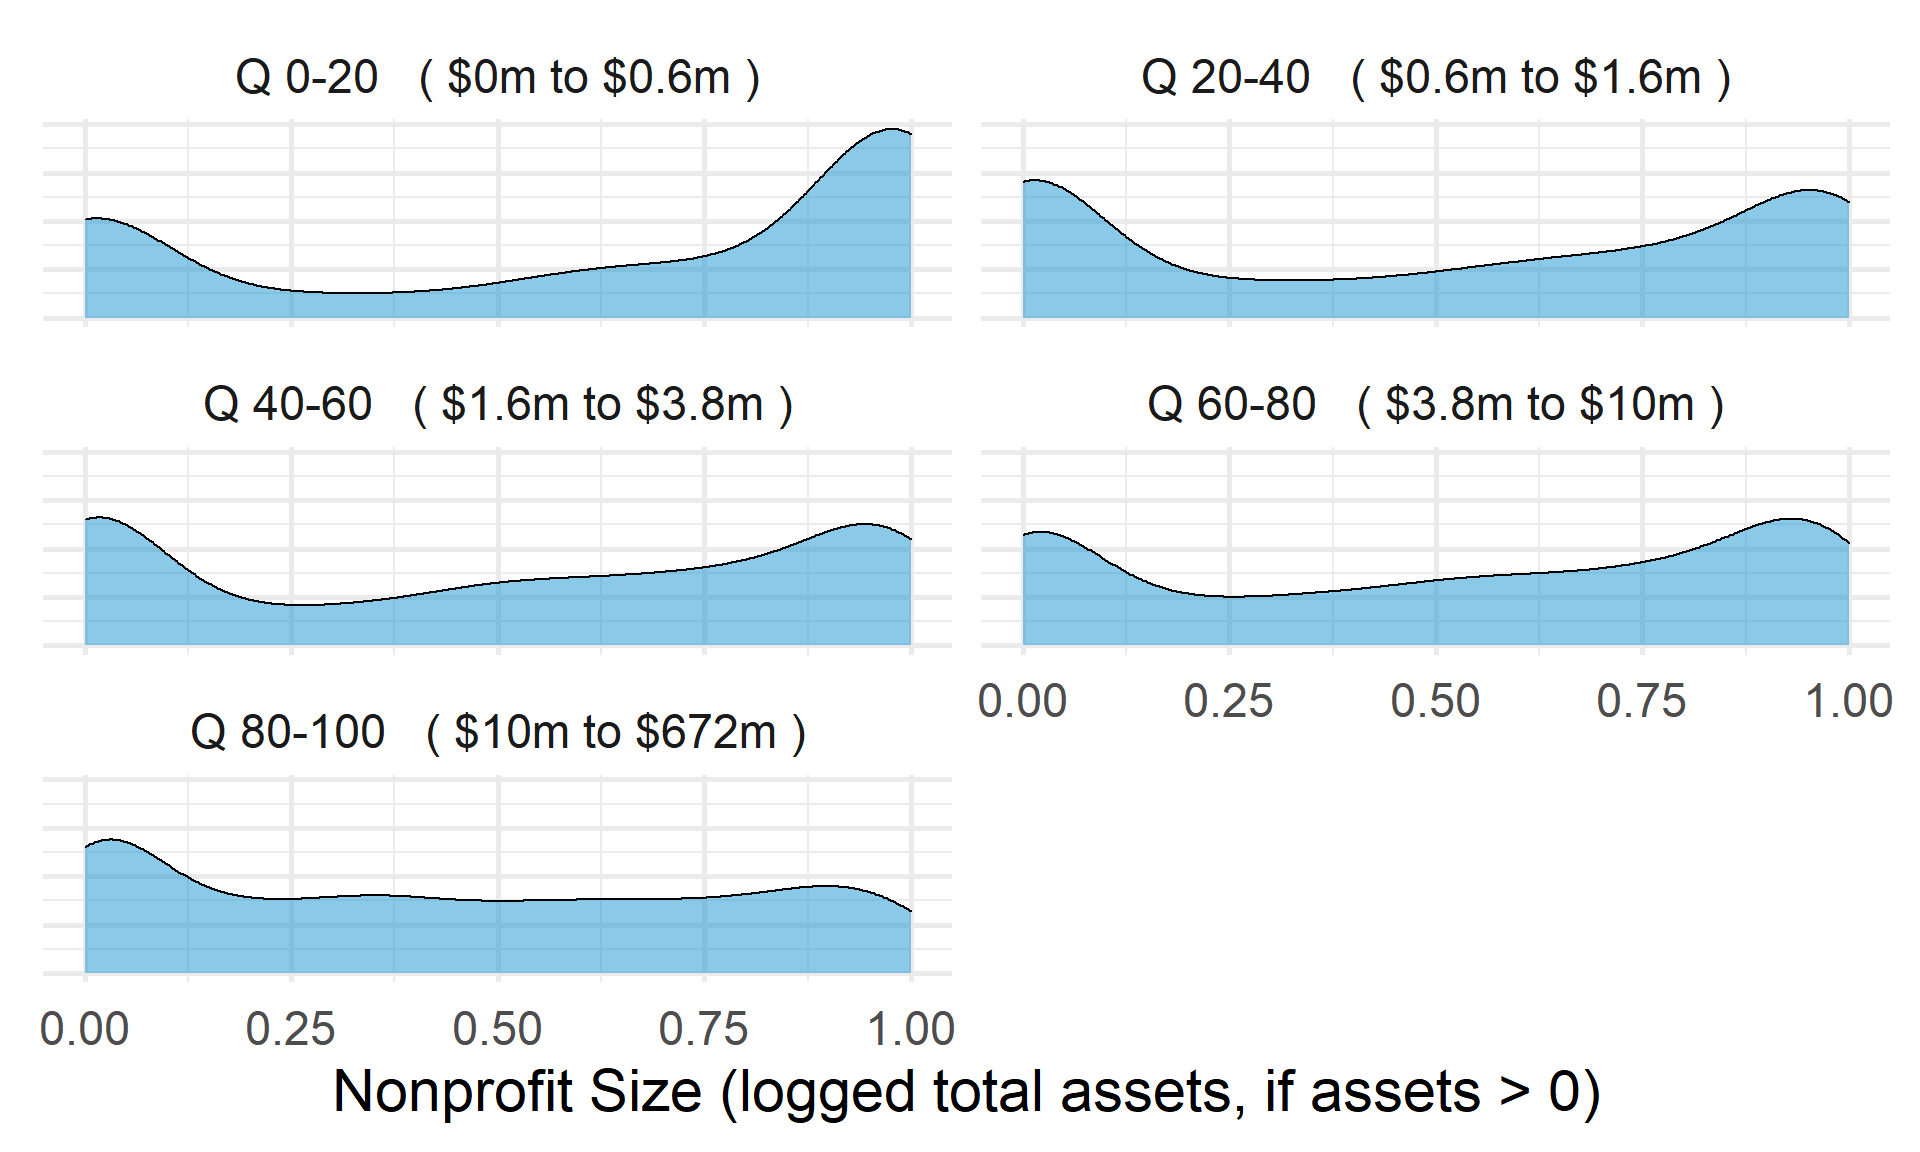 Q 0-20 ( $0m to $0.6m )
Q 20-40 ( $0.6m to $1.6m )
Q 40-60 ( $1.6m to $3.8m )
Q 60-80 ( $3.8m to $10m )
0.00 0.25 0.50 0.75 1.00
Q 80-100 ( $10m to $672m )
0.00 0.25 0.50 0.75 1.00
Nonprofit Size (logged total assets, if assets > 0)